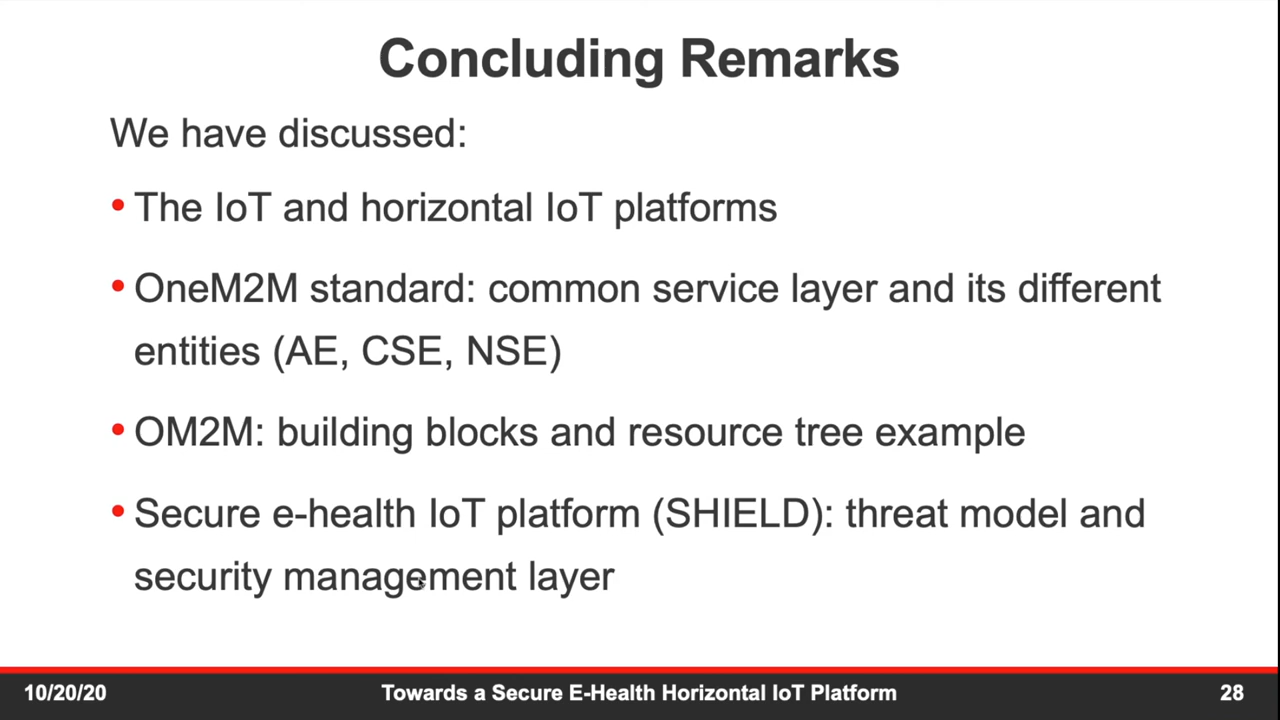 Concluding Remarks
We have discussed:
• The IoT and horizontal IoT platforms
• OneM2M standard: common service layer and its different
entities (AE, CSE, NSE)
• OM2M: building blocks and resource tree example
• Secure e-health IoT platform (SHIELD): threat model and
security management layer
10/20/20 Towards a Secure E-Health Horizontal IoT Platform 28